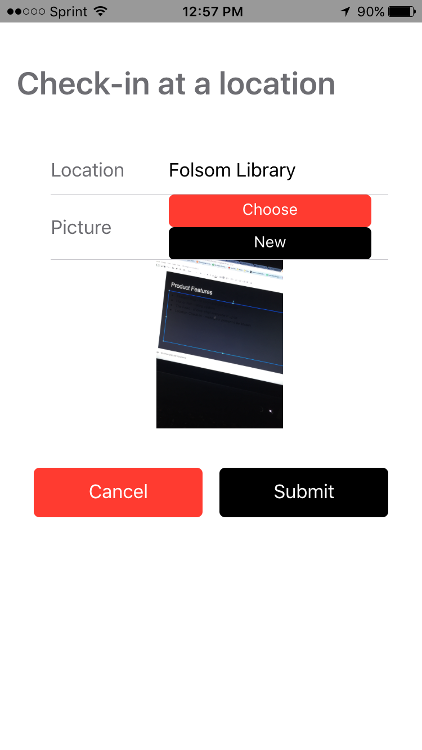 Sprint 12:57 PM 90%
Check-in at a location
Location Folsom Library
Picture
Choose
New
Product Features
Cancel Submit